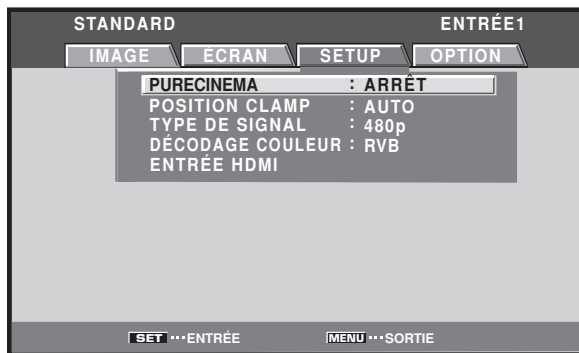 STANDARD ENTRÉE1
IMAGE ÉCRAN SETUP OPTION
PURECINEMA : ARRÊT
POSITION CLAMP : AUTO
TYPE DE SIGNAL : 480p
DÉCODAGE COULEUR : RVB
ENTRÉE HDMI
SET ··· ENTRÉE MENU ··· SORTIE